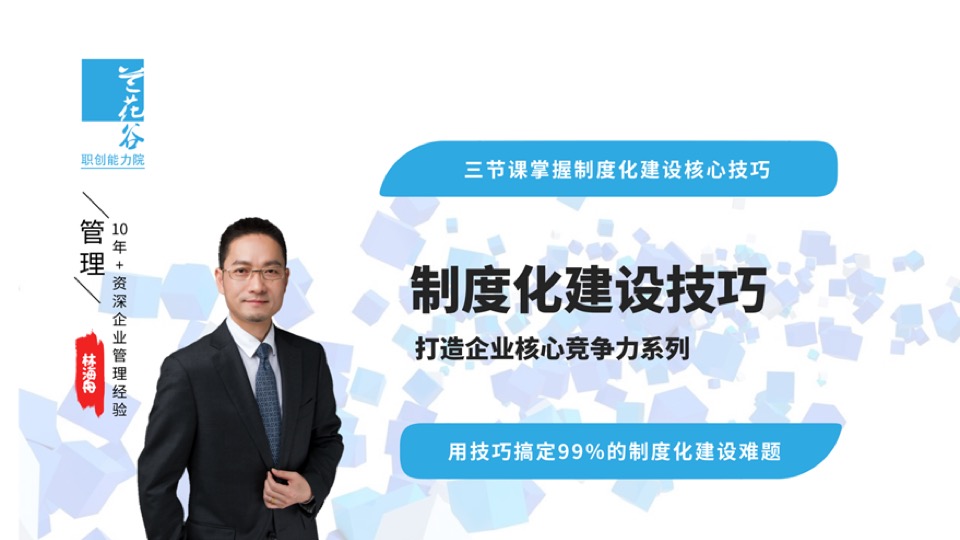 兰花谷
职创能力院
管理
10年+资深企业管理经验
林海舟
三节课掌握制度化建设核心技巧
制度化建设技巧
打造企业核心竞争力系列
用技巧搞定99%的制度化建设难题